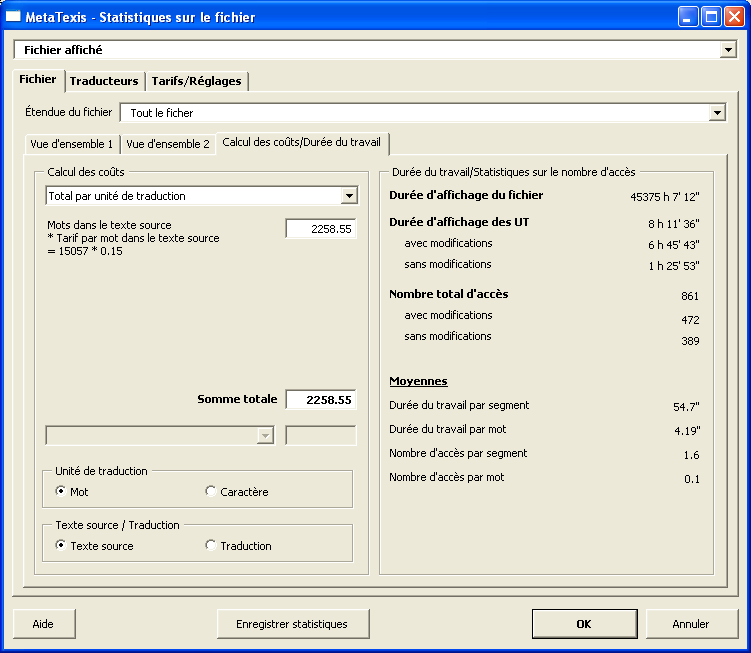 MetaTexis - Statistiques sur le fichier
Fichier affiché
Fichier
Traducteurs
Tarifs/Réglages
Étendue du fichier
Tout le ficher
Vue d'ensemble 1
Vue d'ensemble 2
Calcul des coûts/Durée du travail
Calcul des coûts
Total par unité de traduction
Mots dans le texte source
* Tarif par mot dans le texte source
= 15057 * 0.15
2258.55
Somme totale
2258.55
Unité de traduction
Mot
Caractère
Texte source / Traduction
Texte source
Traduction
Durée du travail/Statistiques sur le nombre d'accès
Durée d'affichage du fichier 45375 h 7' 12"
Durée d'affichage des UT 8 h 11' 36"
avec modifications 6 h 45' 43"
sans modifications 1 h 25' 53"
Nombre total d'accès 861
avec modifications 472
sans modifications 389
Moyennes
Durée du travail par segment 54.7"
Durée du travail par mot 4.19"
Nombre d'accès par segment 1.6
Nombre d'accès par mot 0.1
Aide
Enregistrer statistiques
OK
Annuler